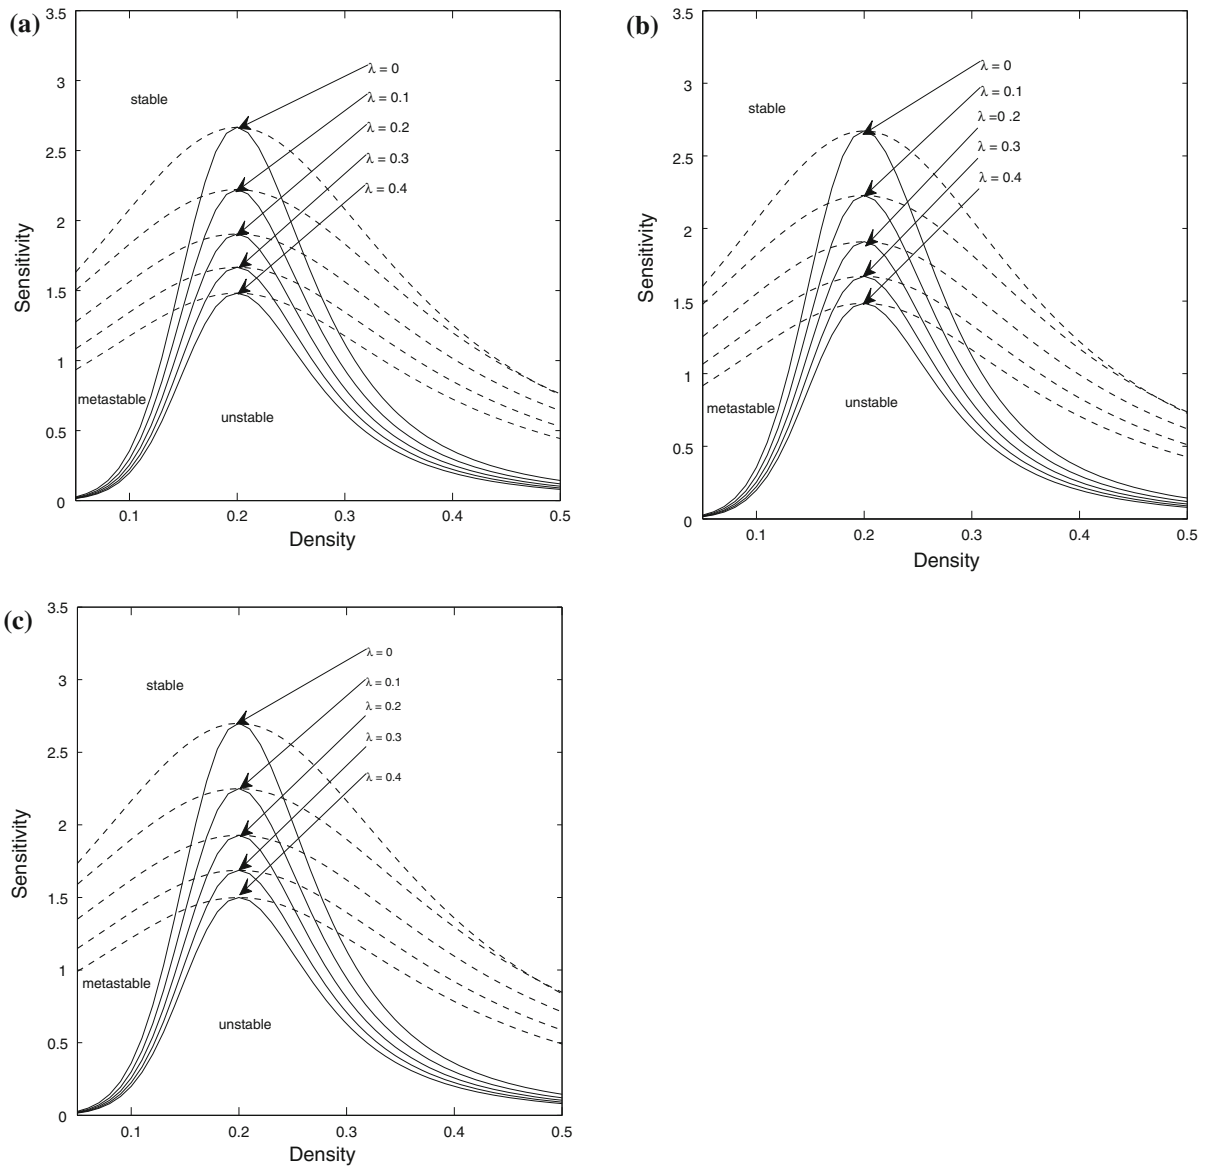 (a)
3.5
3
2.5
2
1.5
1
0.5
0
0.1
0.2
0.3
0.4
0.5
Density
Sensitivity
stable
metastable
unstable
λ = 0
λ = 0.1
λ = 0.2
λ = 0.3
λ = 0.4
(b)
3.5
3
2.5
2
1.5
1
0.5
0
0.1
0.2
0.3
0.4
0.5
Density
Sensitivity
stable
metastable
unstable
λ = 0
λ = 0.1
λ =0 .2
λ = 0.3
λ = 0.4
(c)
3.5
3
2.5
2
1.5
1
0.5
0
0.1
0.2
0.3
0.4
0.5
Density
Sensitivity
stable
metastable
unstable
λ = 0
λ = 0.1
λ = 0.2
λ = 0.3
λ = 0.4